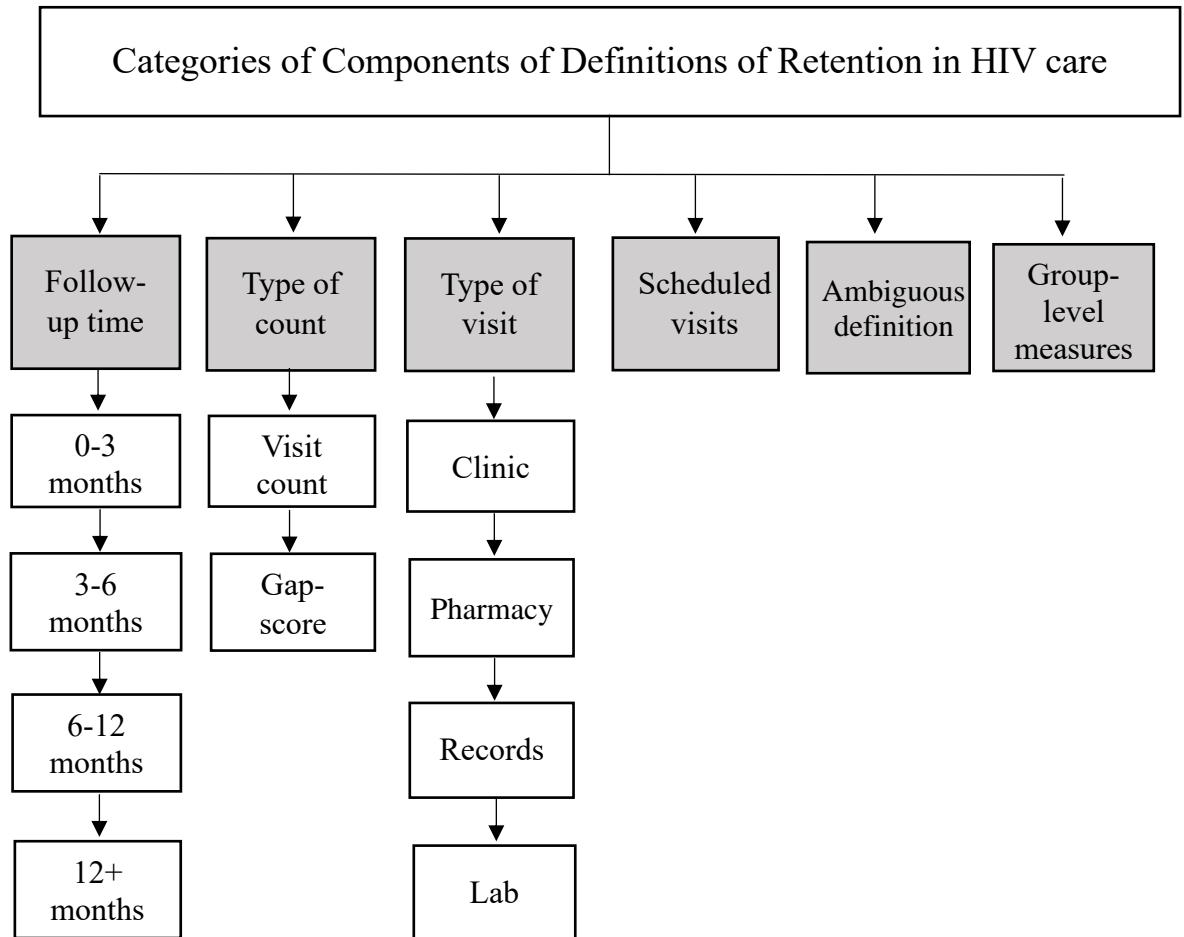 Categories of Components of Definitions of Retention in HIV care
Follow-
up time
Type of
count
Type of
visit
Scheduled
visits
Ambiguous
definition
Group-
level
measures
0-3
months
Visit
count
Clinic
3-6
months
Gap-
score
Pharmacy
6-12
months
Records
12+
months
Lab